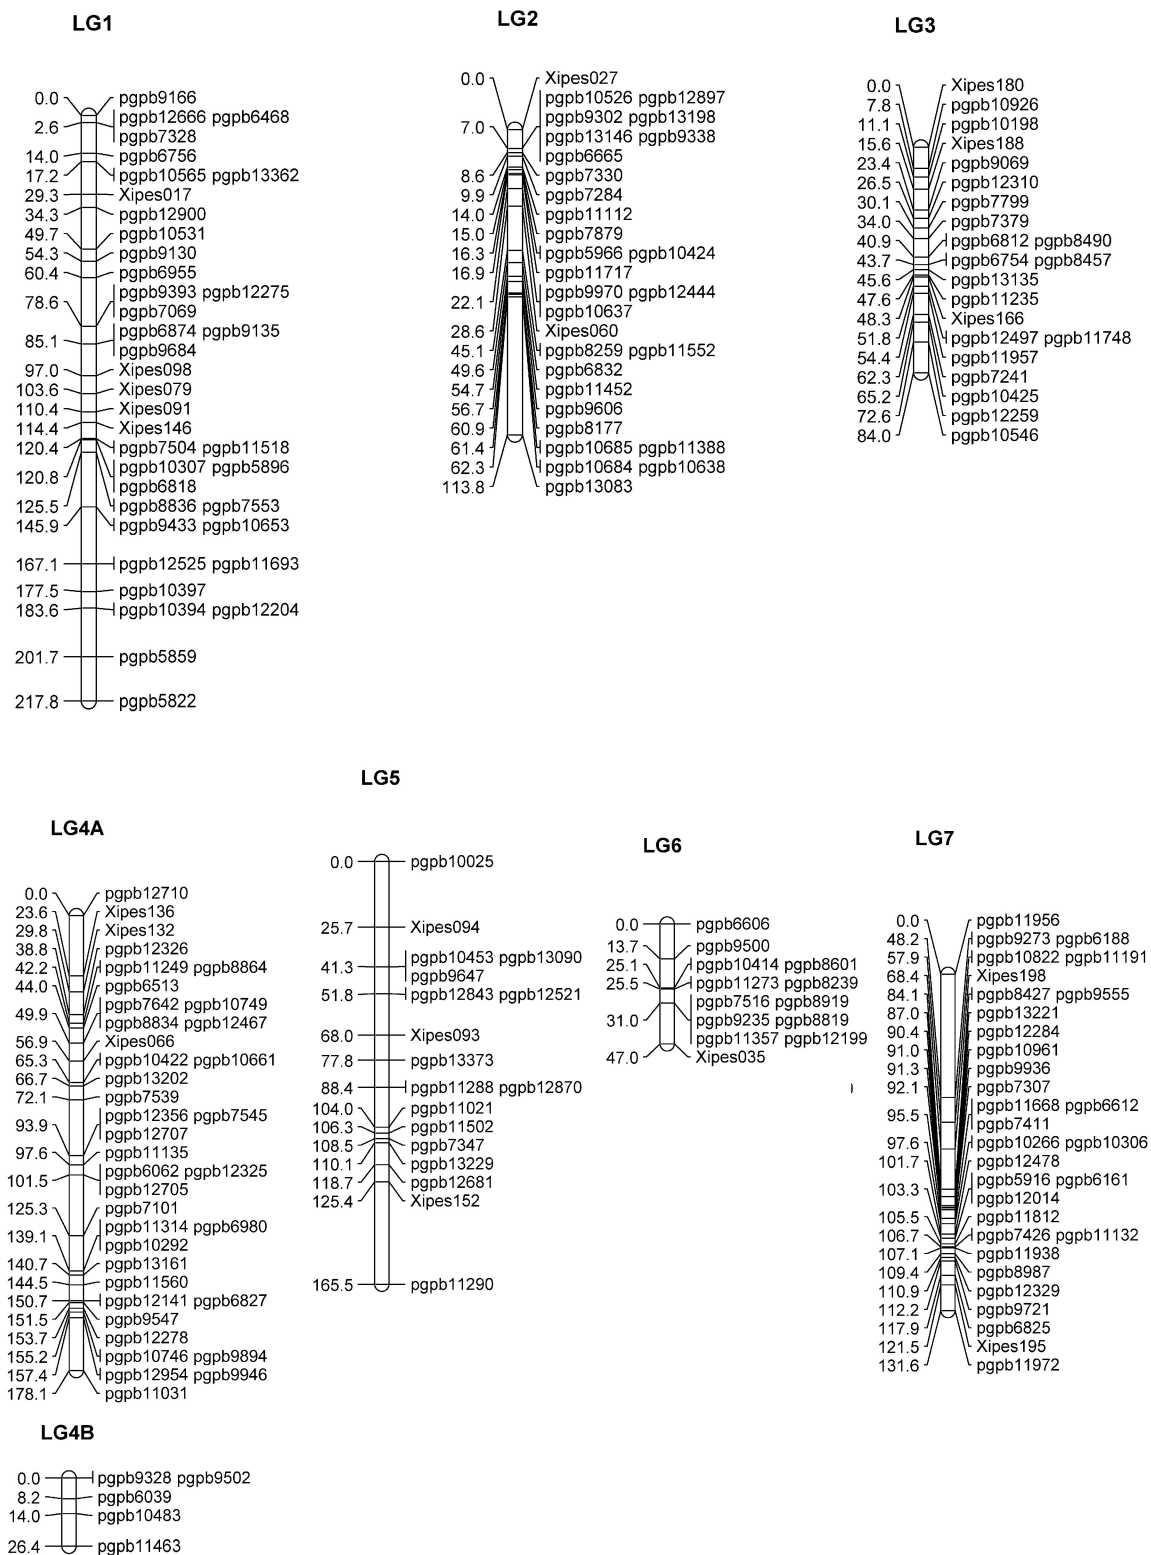 LG1
0.0 pgpb9166
2.6 pgpb12666 pgpb6468
pgpb7328
14.0 pgpb6756
17.2 pgpb10565 pgpb13362
29.3 Xipes017
34.3 pgpb12900
49.7 pgpb10531
54.3 pgpb9130
60.4 pgpb6955
78.6 pgpb9393 pgpb12275
pgpb7069
85.1 pgpb6874 pgpb9135
pgpb9684
97.0 Xipes098
103.6 Xipes079
110.4 Xipes091
114.4 Xipes146
120.4 pgpb7504 pgpb11518
120.8 pgpb10307 pgpb5896
pgpb6818
125.5 pgpb8836 pgpb7553
145.9 pgpb9433 pgpb10653
167.1 pgpb12525 pgpb11693
177.5 pgpb10397
183.6 pgpb10394 pgpb12204
201.7 pgpb5859
217.8 pgpb5822
LG2
0.0 Xipes027
pgpb10526 pgpb12897
7.0 pgpb9302 pgpb13198
pgpb13146 pgpb9338
pgpb6665
8.6 pgpb7330
9.9 pgpb7284
14.0 pgpb11112
15.0 pgpb7879
16.3 pgpb5966 pgpb10424
16.9 pgpb11717
22.1 pgpb9970 pgpb12444
pgpb10637
28.6 Xipes060
45.1 pgpb8259 pgpb11552
49.6 pgpb6832
54.7 pgpb11452
56.7 pgpb9606
60.9 pgpb8177
61.4 pgpb10685 pgpb11388
62.3 pgpb10684 pgpb10638
113.8 pgpb13083
LG3
0.0 Xipes180
7.8 pgpb10926
11.1 pgpb10198
15.6 Xipes188
23.4 pgpb9069
26.5 pgpb12310
30.1 pgpb7799
34.0 pgpb7379
40.9 pgpb6812 pgpb8490
43.7 pgpb6754 pgpb8457
45.6 pgpb13135
47.6 pgpb11235
48.3 Xipes166
51.8 pgpb12497 pgpb11748
54.4 pgpb11957
62.3 pgpb7241
65.2 pgpb10425
72.6 pgpb12259
84.0 pgpb10546
LG4A
0.0 pgpb12710
23.6 Xipes136
29.8 Xipes132
38.8 pgpb12326
42.2 pgpb11249 pgpb8864
44.0 pgpb6513
49.9 pgpb7642 pgpb10749
pgpb8834 pgpb12467
56.9 Xipes066
65.3 pgpb10422 pgpb10661
66.7 pgpb13202
72.1 pgpb7539
93.9 pgpb12356 pgpb7545
pgpb12707
97.6 pgpb11135
101.5 pgpb6062 pgpb12325
pgpb12705
125.3 pgpb7101
139.1 pgpb11314 pgpb6980
pgpb10292
140.7 pgpb13161
144.5 pgpb11560
150.7 pgpb12141 pgpb6827
151.5 pgpb9547
153.7 pgpb12278
155.2 pgpb10746 pgpb9894
157.4 pgpb12954 pgpb9946
178.1 pgpb11031
LG5
0.0 pgpb10025
25.7 Xipes094
41.3 pgpb10453 pgpb13090
pgpb9647
51.8 pgpb12843 pgpb12521
68.0 Xipes093
77.8 pgpb13373
88.4 pgpb11288 pgpb12870
104.0 pgpb11021
106.3 pgpb11502
108.5 pgpb7347
110.1 pgpb13229
118.7 pgpb12681
125.4 Xipes152
165.5 pgpb11290
LG6
0.0 pgpb6606
13.7 pgpb9500
25.1 pgpb10414 pgpb8601
25.5 pgpb11273 pgpb8239
pgpb7516 pgpb8919
31.0 pgpb9235 pgpb8819
pgpb11357 pgpb12199
47.0 Xipes035
LG7
0.0 pgpb11956
48.2 pgpb9273 pgpb6188
57.9 pgpb10822 pgpb11191
68.4 Xipes198
84.1 pgpb8427 pgpb9555
87.0 pgpb13221
90.4 pgpb12284
91.0 pgpb10961
91.3 pgpb9936
92.1 pgpb7307
95.5 pgpb11668 pgpb6612
pgpb7411
97.6 pgpb10266 pgpb10306
101.7 pgpb12478
103.3 pgpb5916 pgpb6161
pgpb12014
105.5 pgpb11812
106.7 pgpb7426 pgpb11132
107.1 pgpb11938
109.4 pgpb8987
110.9 pgpb12329
112.2 pgpb9721
117.9 pgpb6825
121.5 Xipes195
131.6 pgpb11972
LG4B
0.0 pgpb9328 pgpb9502
8.2 pgpb6039
14.0 pgpb10483
26.4 pgpb11463